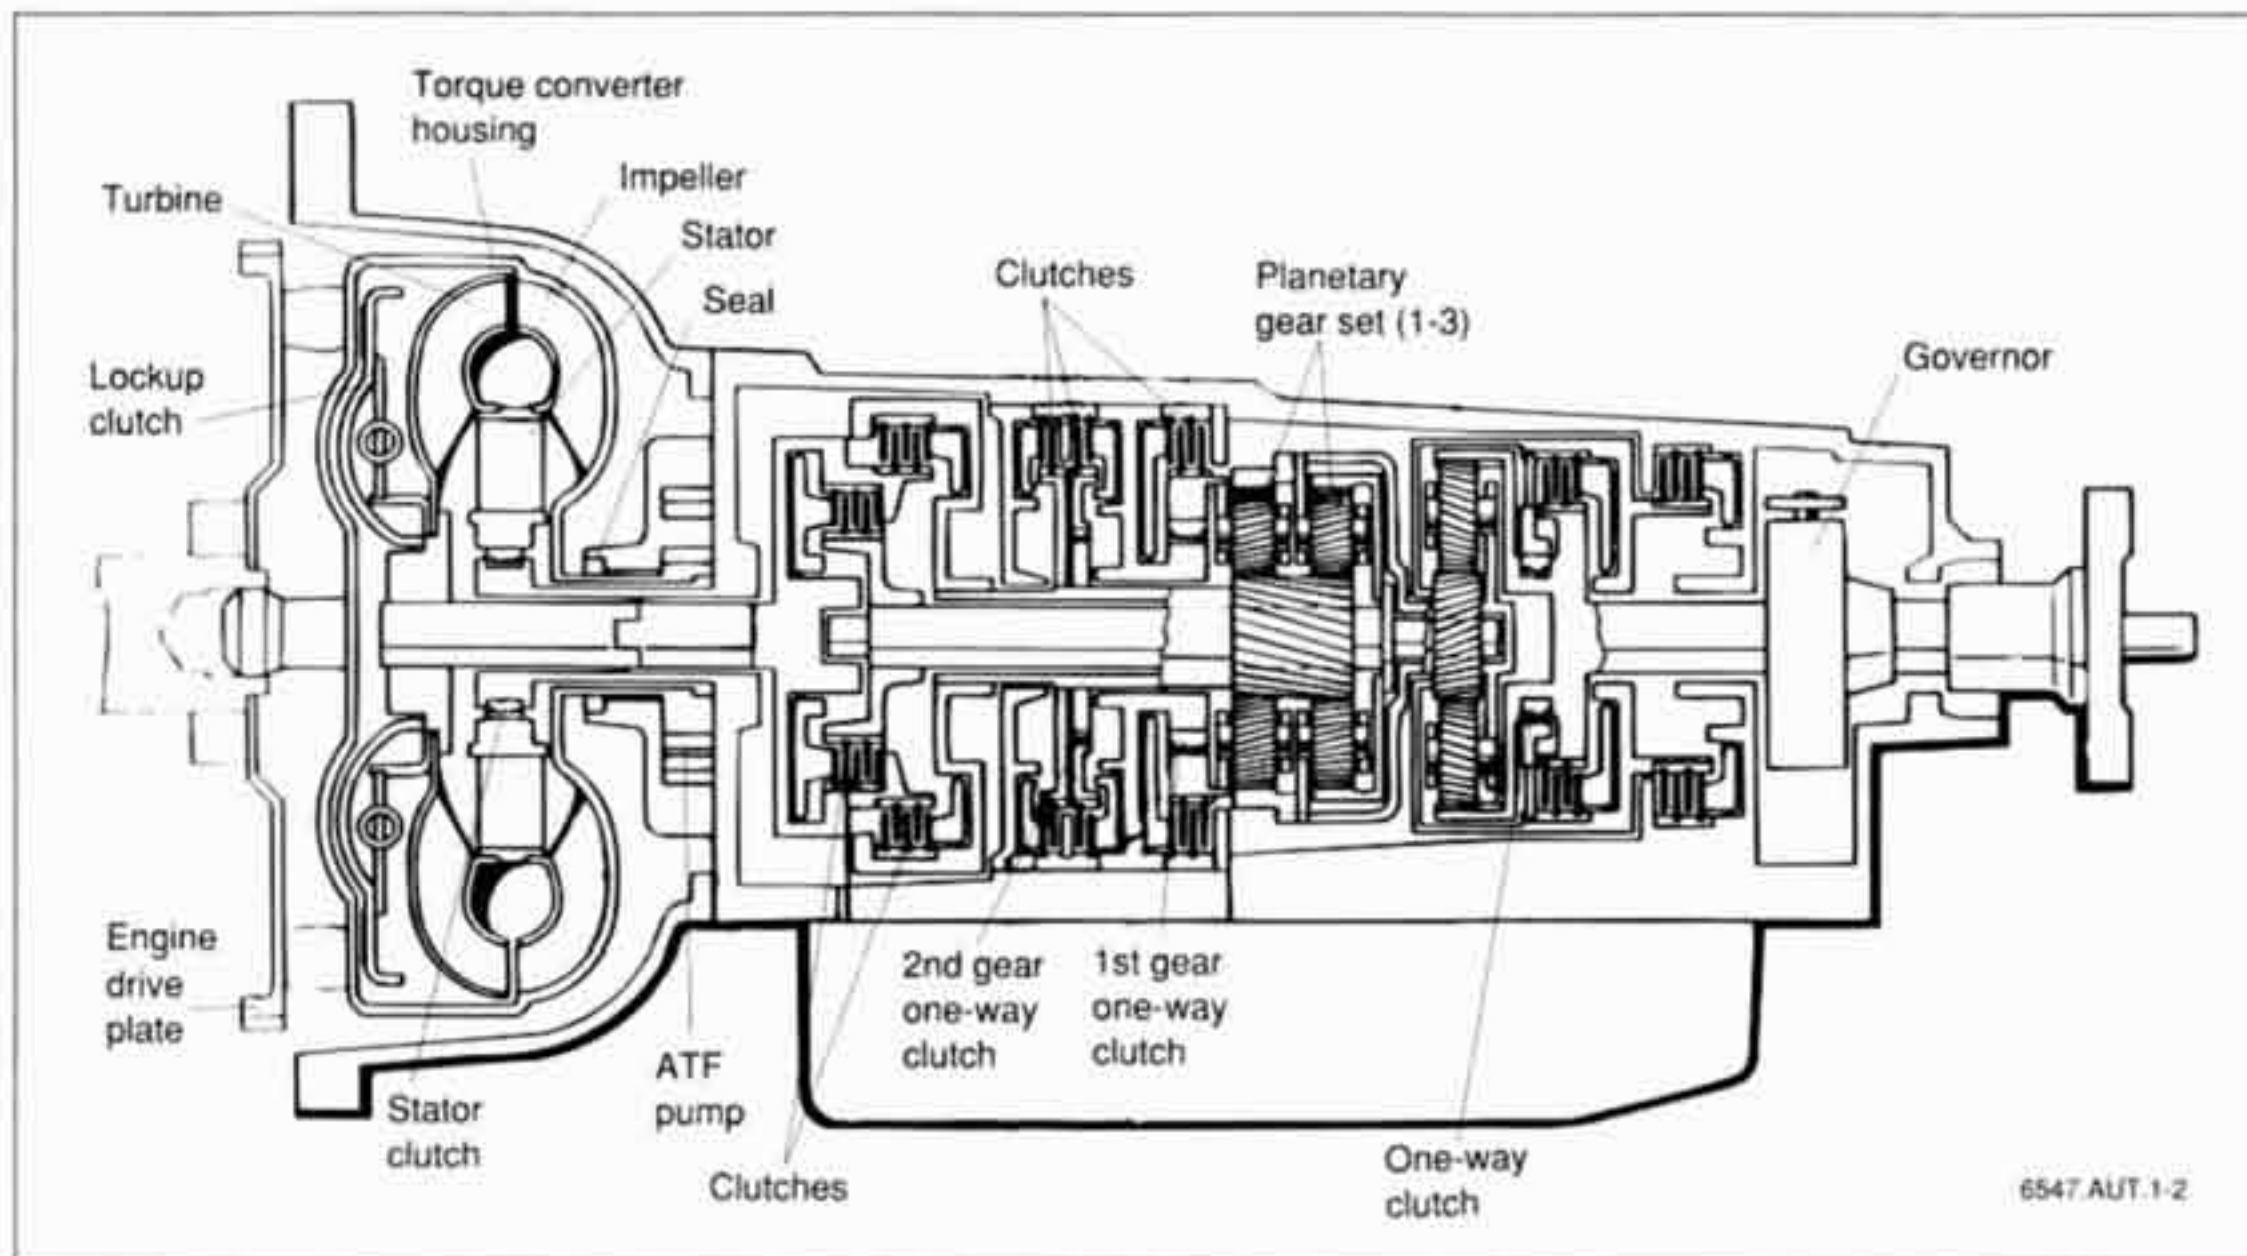 Torque converter
housing
Impeller
Turbine
Stator
Seal
Clutches
Planetary
gear set (1-3)
Governor
Lockup
clutch
Engine
drive
plate
2nd gear
one-way
clutch
1st gear
one-way
clutch
ATF
pump
Stator
clutch
Clutches
One-way
clutch
6547.AUT.1-2